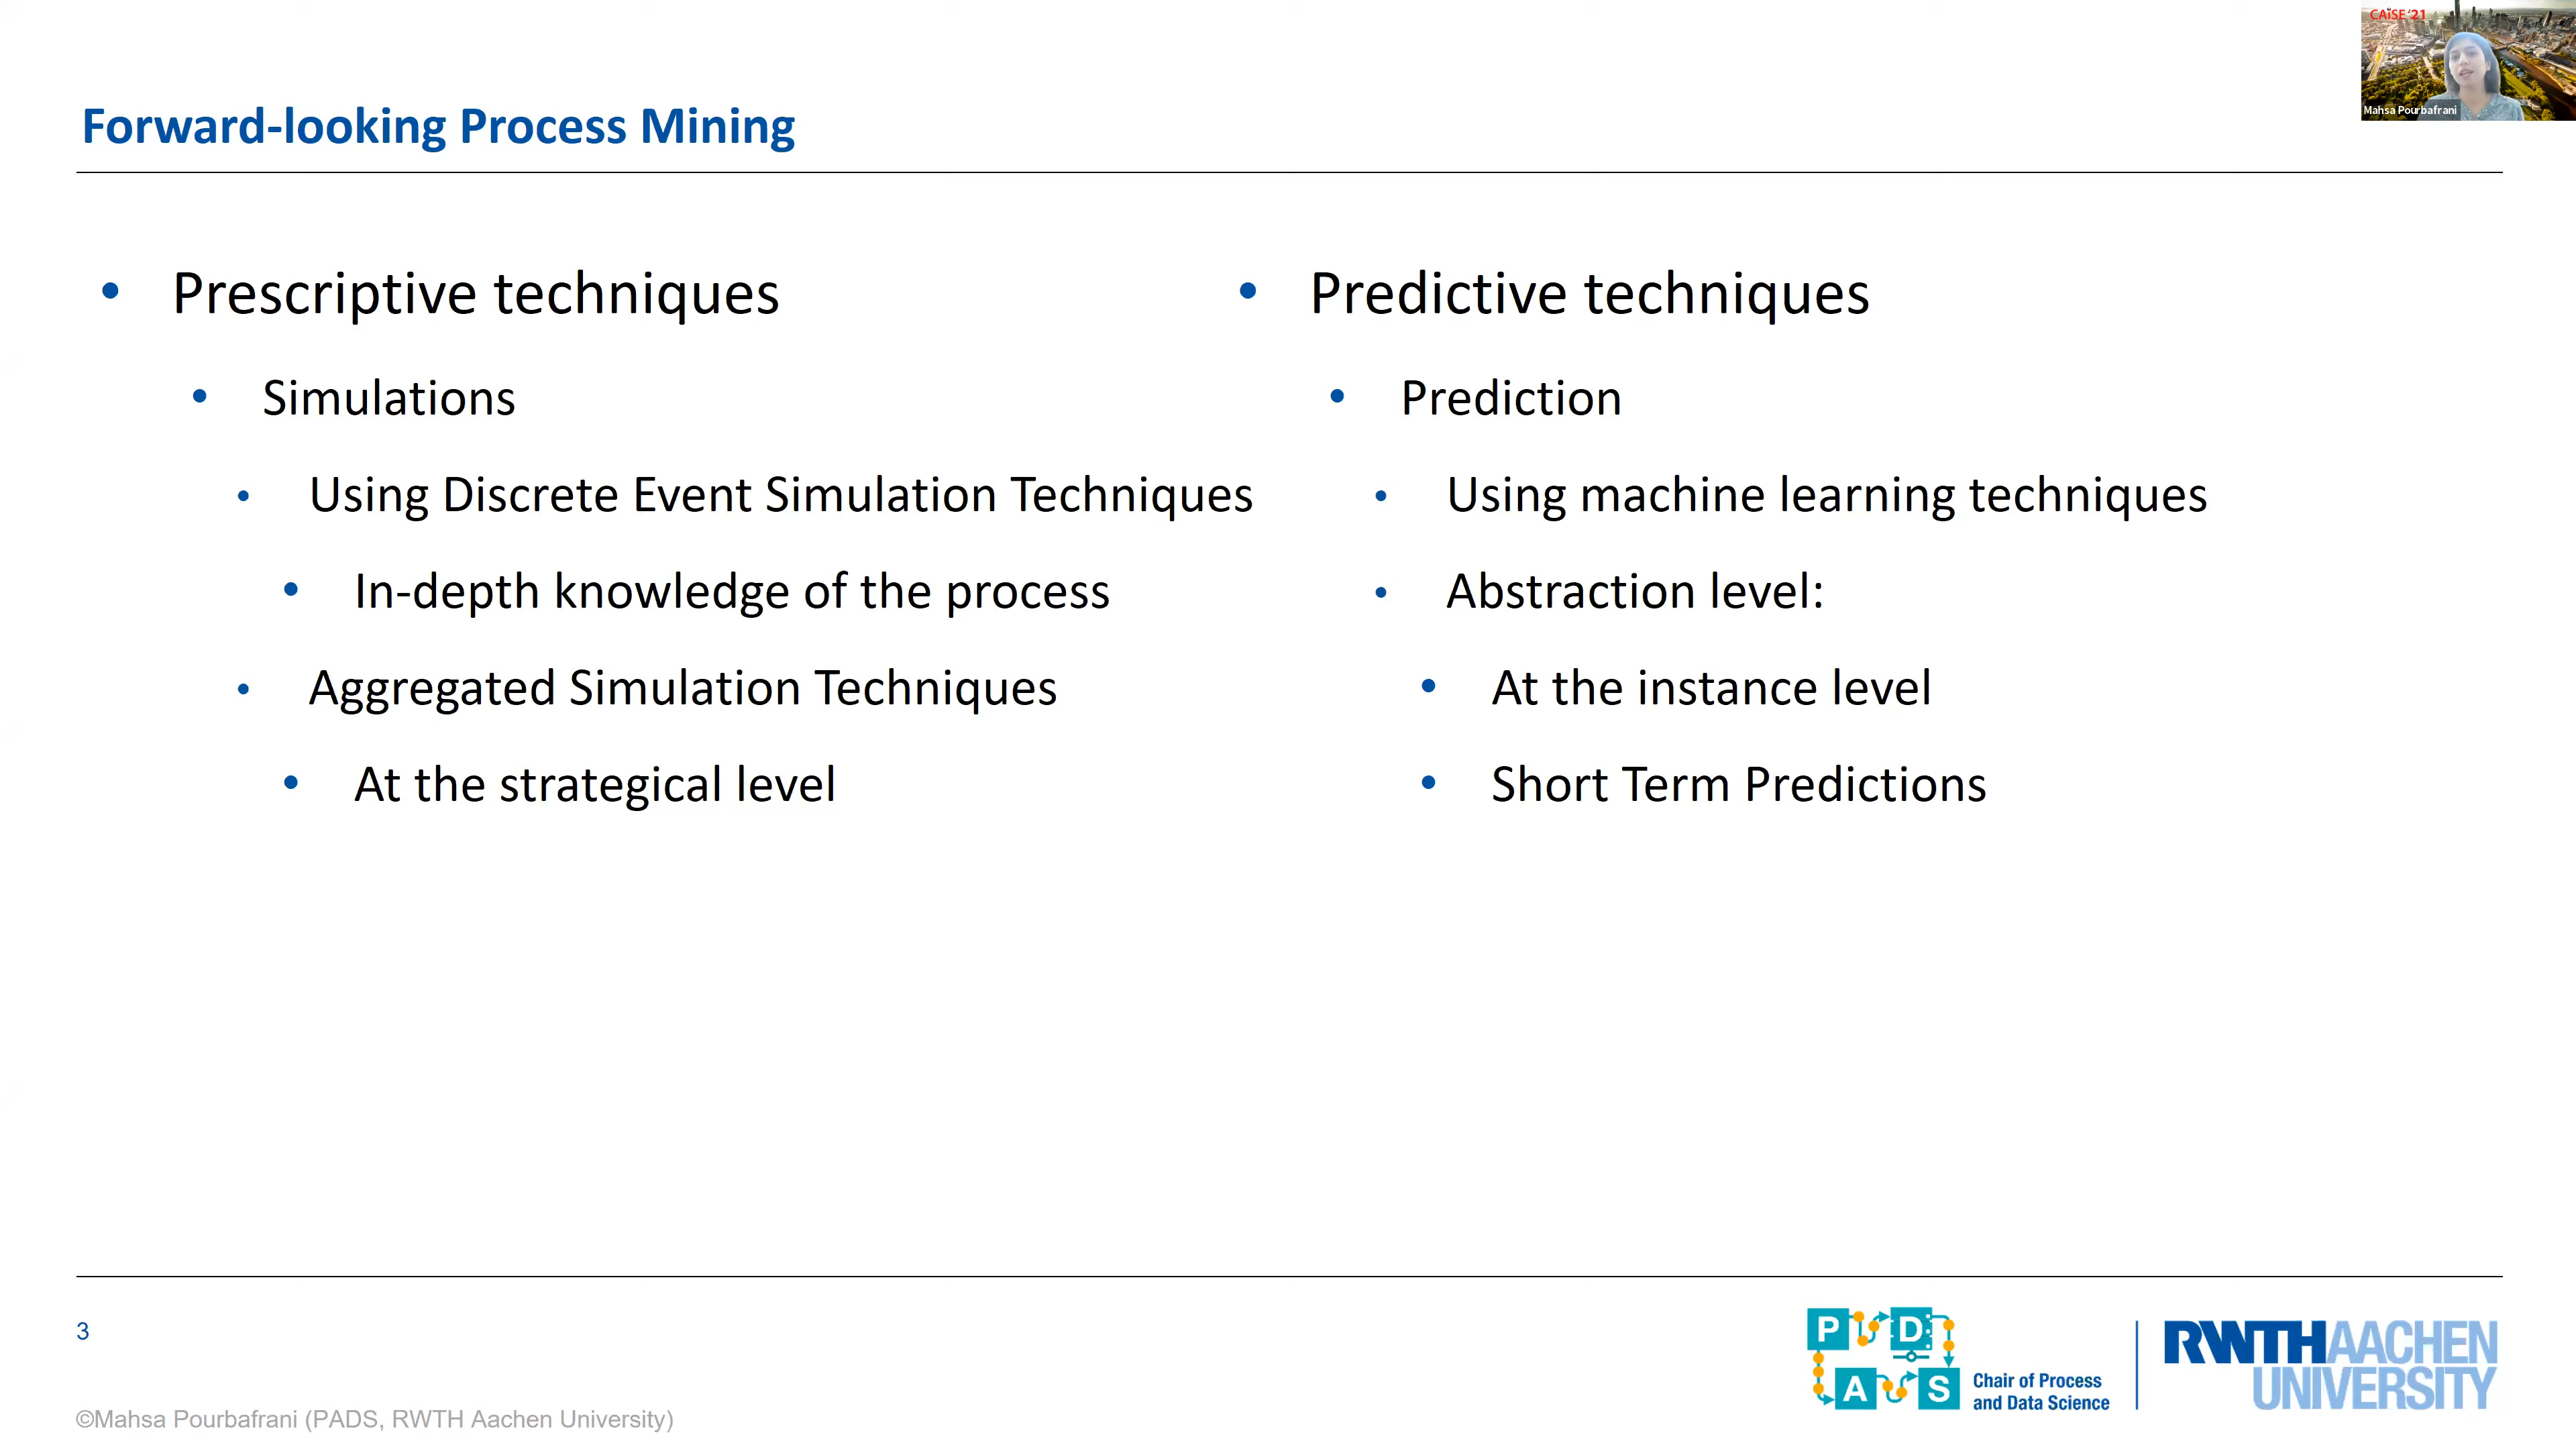 CAiSE '21
Mahsa Pourbafrani
Forward-looking Process Mining
• Prescriptive techniques
• Simulations
• Using Discrete Event Simulation Techniques
• In-depth knowledge of the process
• Aggregated Simulation Techniques
• At the strategical level
• Predictive techniques
• Prediction
• Using machine learning techniques
• Abstraction level:
• At the instance level
• Short Term Predictions
3
©Mahsa Pourbafrani (PADS, RWTH Aachen University)
P D
A S
Chair of Process
and Data Science
RWTHAACHEN
UNIVERSITY